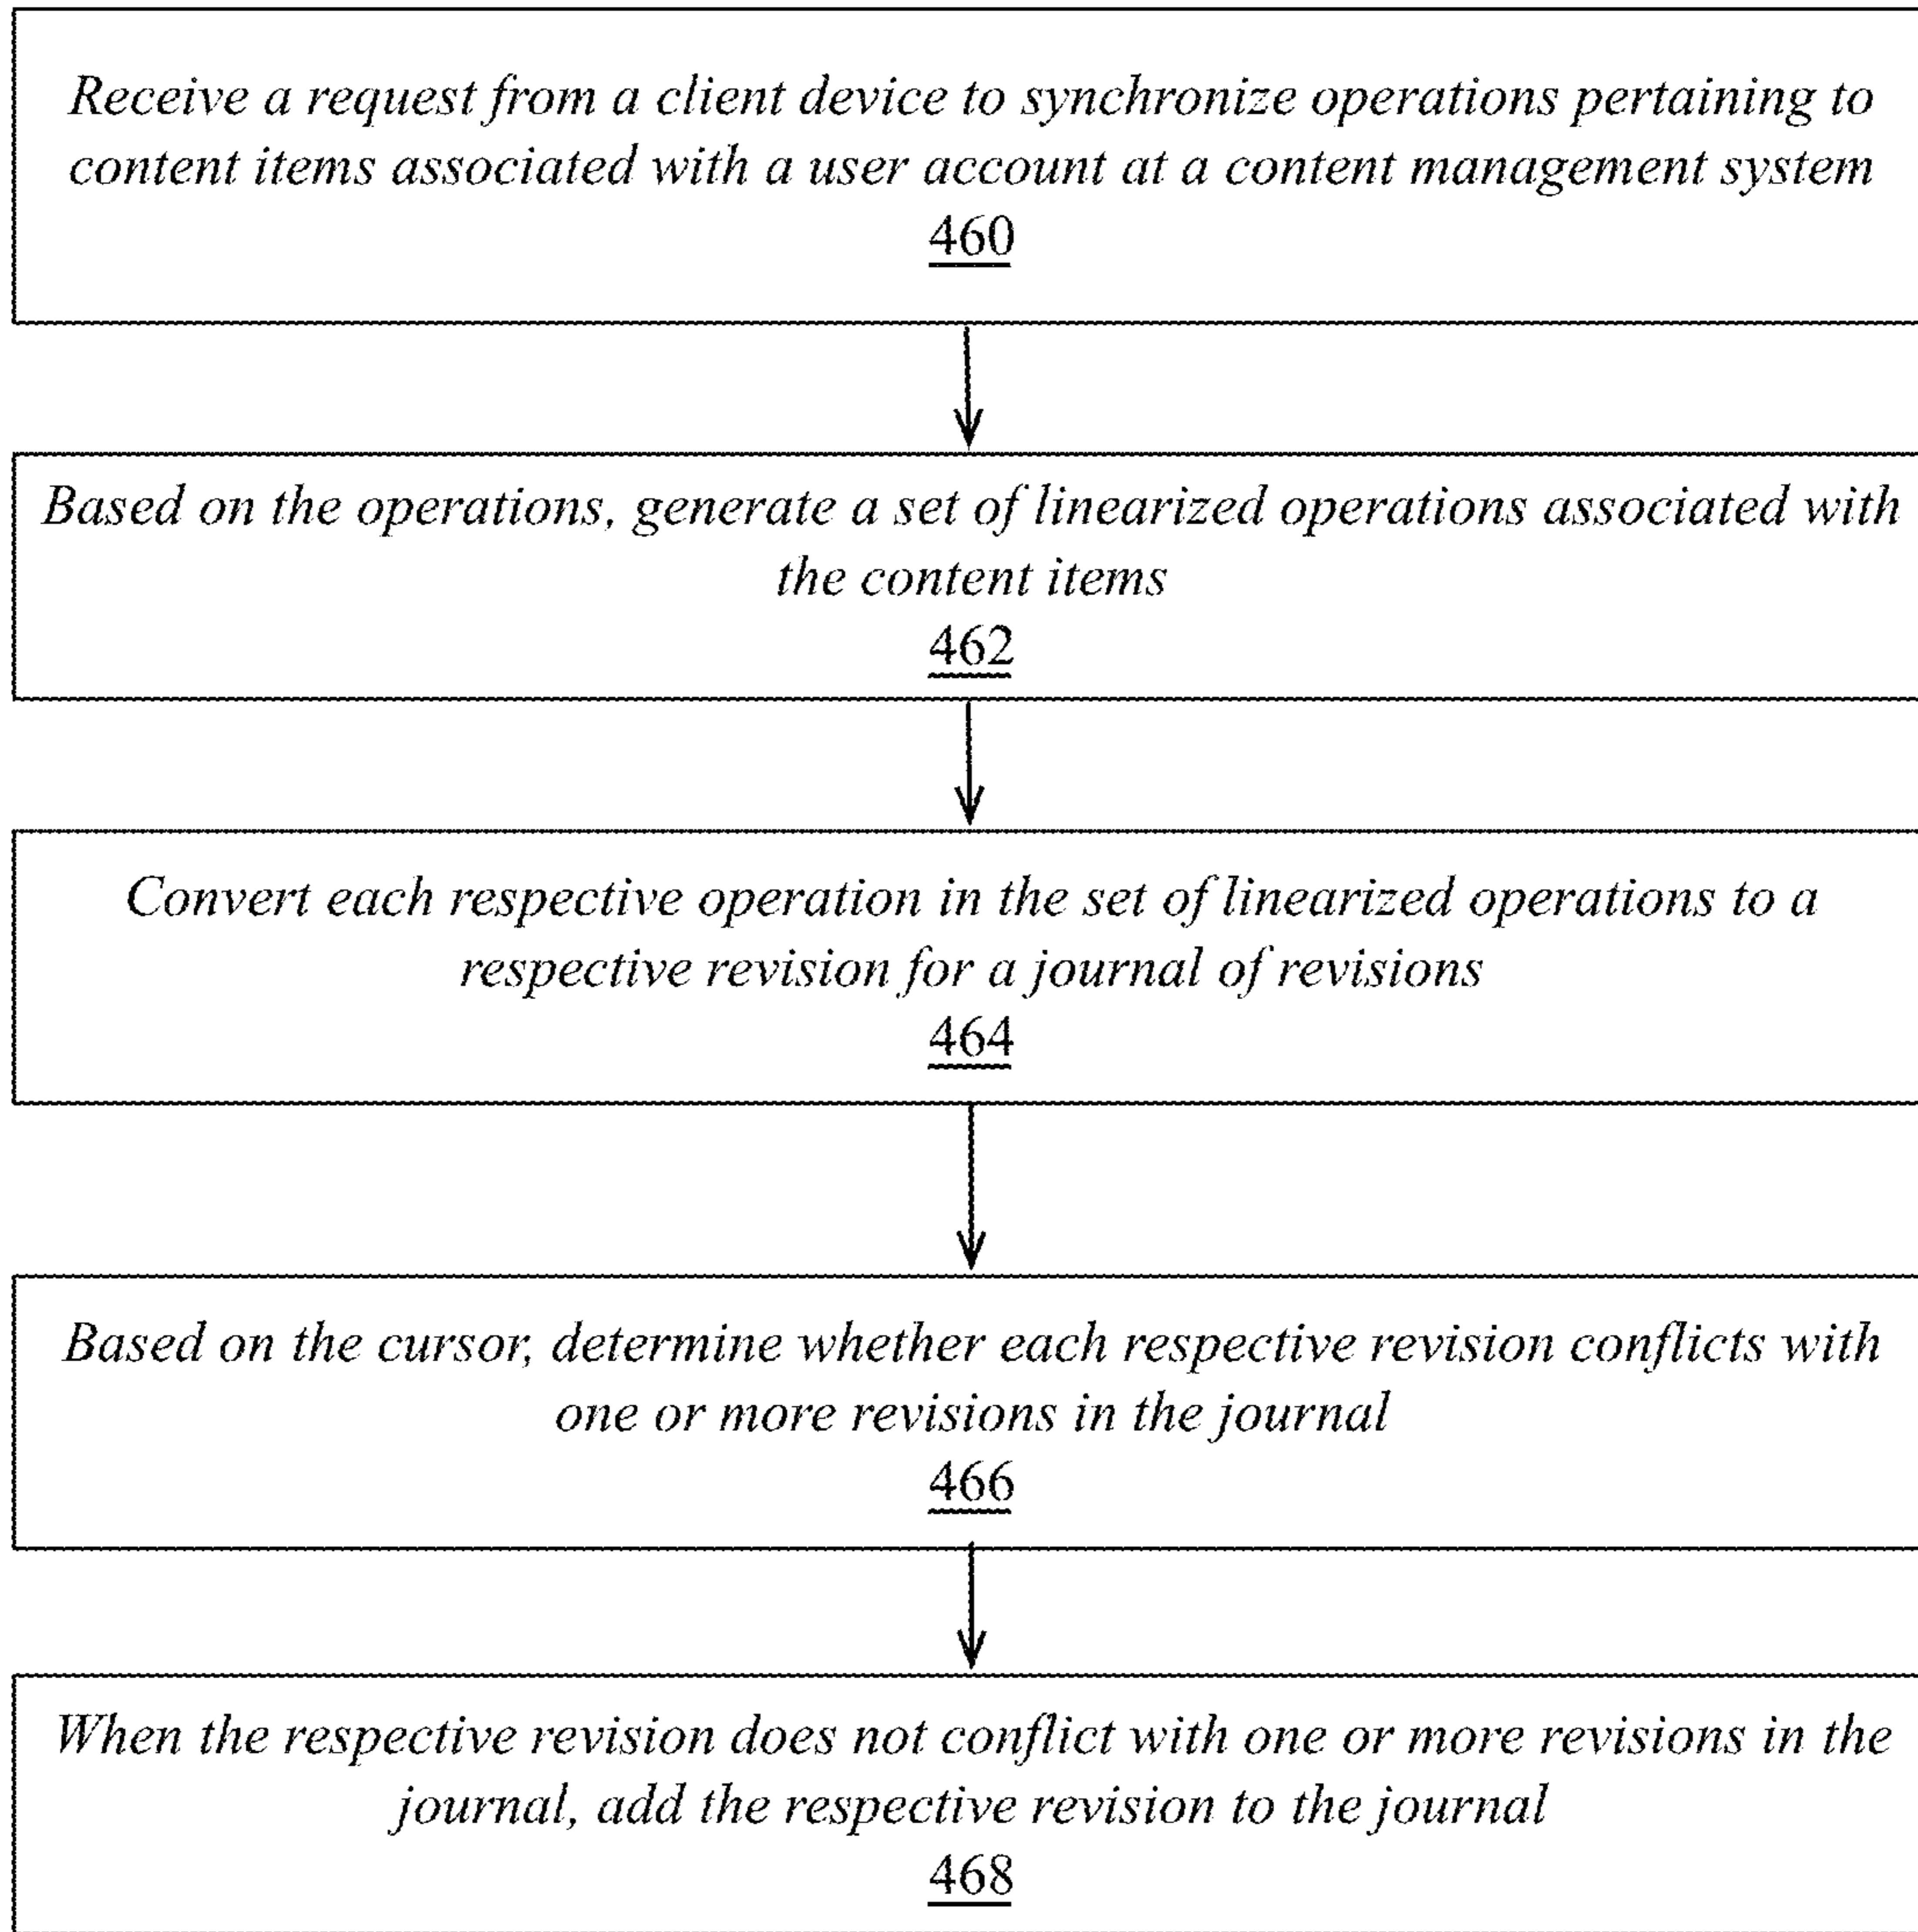 Receive a request from a client device to synchronize operations pertaining to
content items associated with a user account at a content management system
460
Based on the operations, generate a set of linearized operations associated with
the content items
462
Convert each respective operation in the set of linearized operations to a
respective revision for a journal of revisions
464
Based on the cursor, determine whether each respective revision conflicts with
one or more revisions in the journal
466
When the respective revision does not conflict with one or more revisions in the
journal, add the respective revision to the journal
468